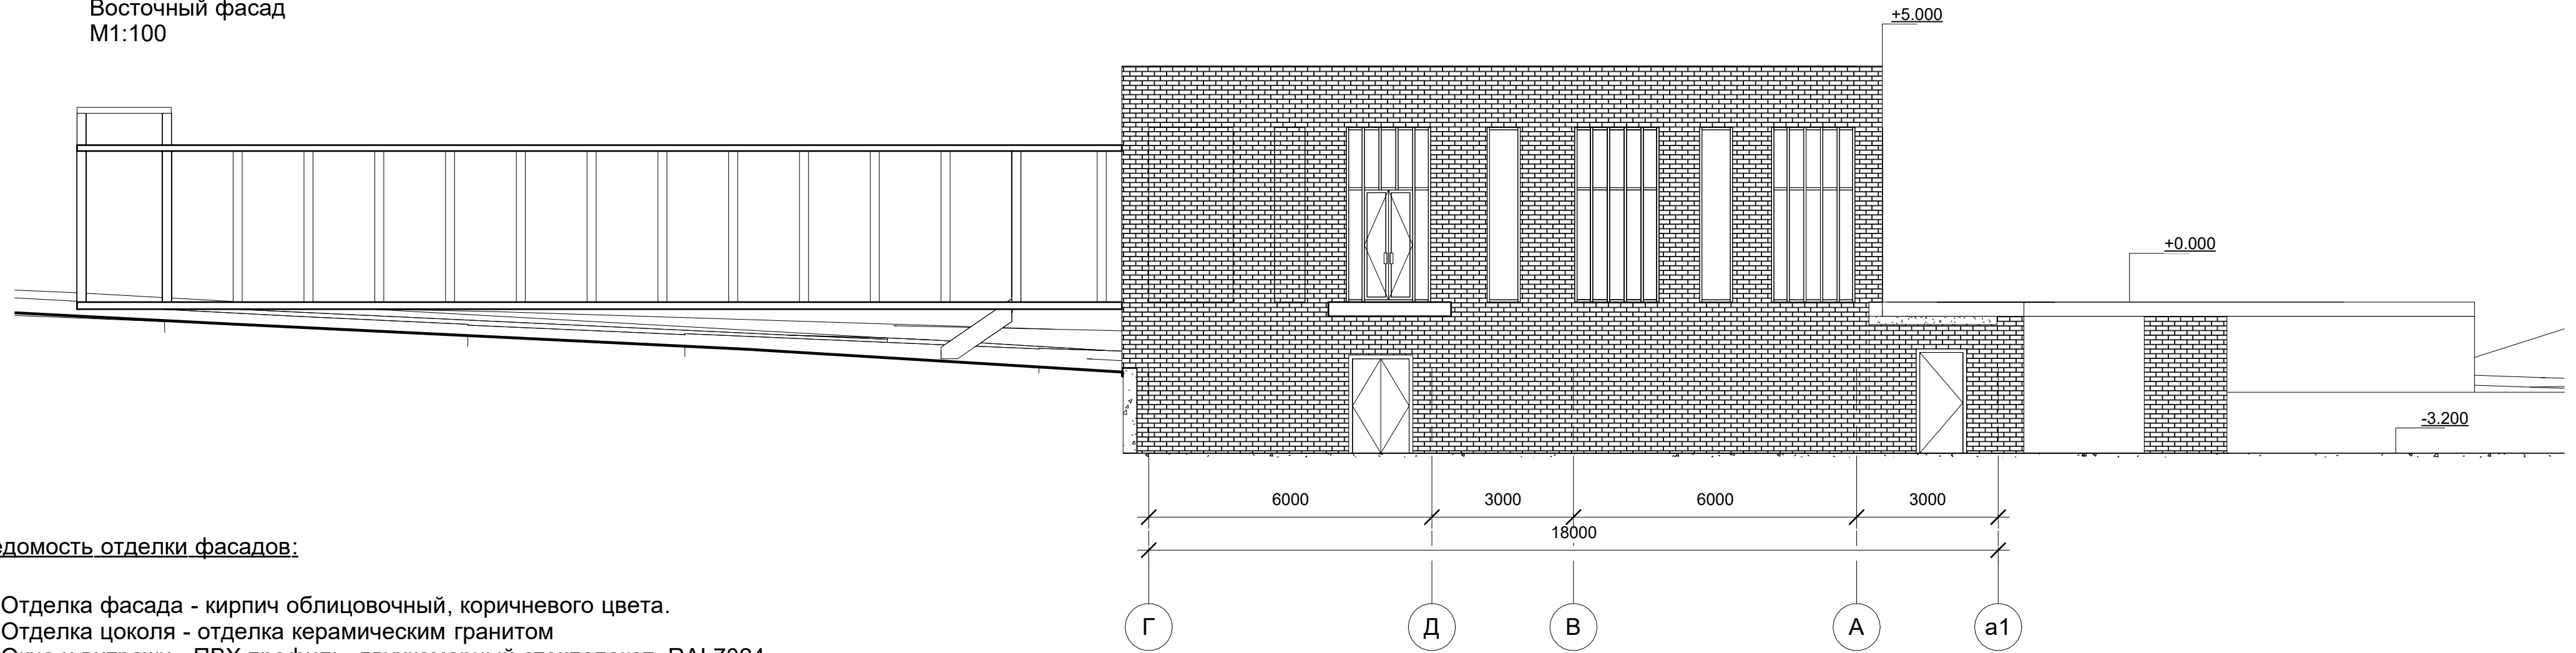 Восточный фасад
М1:100
+5.000
+0.000
-3.200
6000 3000 6000 3000
18000
едомость отделки фасадов:
Отделка фасада - кирпич облицовочный, коричневого цвета.
Отделка цоколя - отделка керамическим гранитом
Г Д В А а1